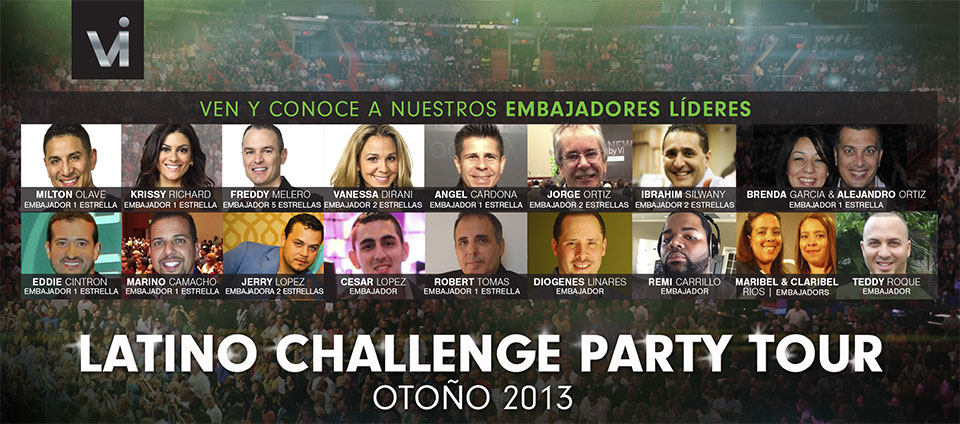 Vi
VEN Y CONOCE A NUESTROS EMBAJADORES LÍDERES
MILTON OLAVE
EMBAJADOR 1 ESTRELLA
KRISSY RICHARD
EMBAJADOR 1 ESTRELLA
FREDDY MELERO
EMBAJADOR 5 ESTRELLAS
VANESSA DIRANI
EMBAJADOR 2 ESTRELLAS
ANGEL CARDONA
EMBAJADOR 1 ESTRELLA
JORGE ORTIZ
EMBAJADOR 2 ESTRELLAS
IBRAHIM SILWANY
EMBAJADOR 2 ESTRELLAS
BRENDA GARCIA & ALEJANDRO ORTIZ
EMBAJADOR 1 ESTRELLA
EDDIE CINTRON
EMBAJADOR 1 ESTRELLA
MARINO CAMACHO
EMBAJADOR 1 ESTRELLA
JERRY LOPEZ
EMBAJADORA 2 ESTRELLAS
CESAR LOPEZ
EMBAJADOR
ROBERT TOMAS
EMBAJADOR 1 ESTRELLA
DIOGENES LINARES
EMBAJADOR
REMI CARRILLO
EMBAJADOR
MARIBEL & CLARIBEL
RÍOS | EMBAJADORS
TEDDY ROQUE
EMBAJADOR
LATINO CHALLENGE PARTY TOUR
OTOÑO 2013